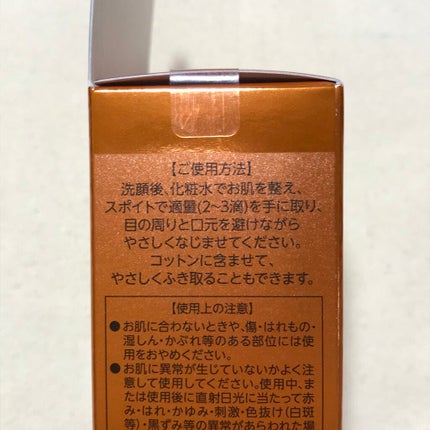 【ご使用方法】
洗顔後、化粧水でお肌を整え、
スポイトで適量(2~3滴)を手に取り、
目の周りと口元を避けながら
やさしくなじませてください。
コットンに含ませて、
やさしくふき取ることもできます。
【使用上の注意】
●お肌に合わないときや、傷・はれもの・
湿しん・かぶれ等のある部位には使
用をおやめください。
●お肌に異常が生じていないかよく注
意して使用してください。使用中、ま
たは使用後に直射日光に当たって赤
み・はれ・かゆみ・刺激・色抜け(白斑
等)・黒ずみ等の異常があらわれた場